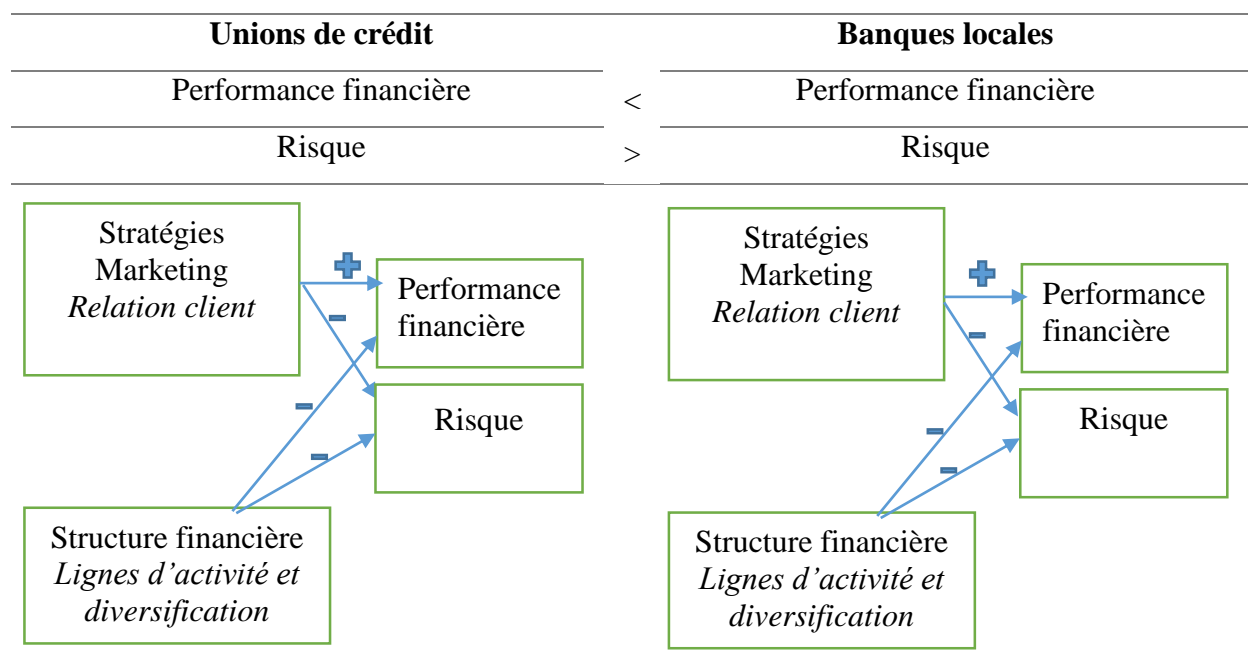 Unions de crédit
Banques locales
Performance financière
<
Performance financière
Risque
>
Risque
Stratégies
Marketing
Relation client
+
-
Performance
financière
-
Risque
-
Structure financière
Lignes d’activité et
diversification
Stratégies
Marketing
Relation client
+
-
Performance
financière
-
Risque
-
Structure financière
Lignes d’activité et
diversification